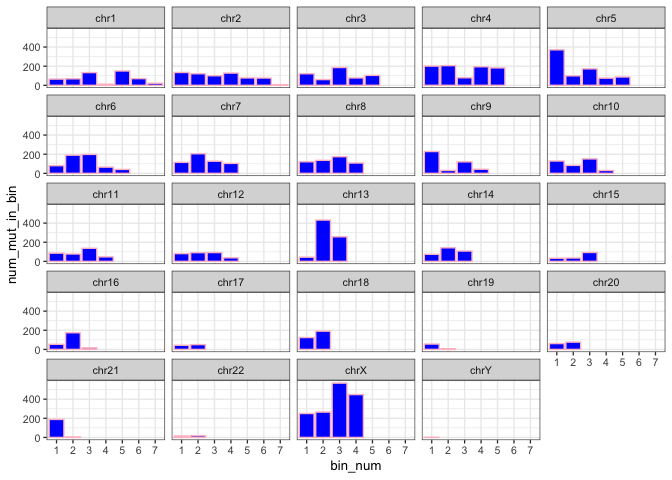 chr1 chr2 chr3 chr4 chr5
400
200
0
chr6 chr7 chr8 chr9 chr10
400
200
0
chr11 chr12 chr13 chr14 chr15
400
200
0
chr16 chr17 chr18 chr19 chr20
400
200
0
1 2 3 4 5 6 7
chr21 chr22 chrX chrY
400
200
0
1 2 3 4 5 6 7 1 2 3 4 5 6 7 1 2 3 4 5 6 7 1 2 3 4 5 6 7
bin_num
num_mut_in_bin